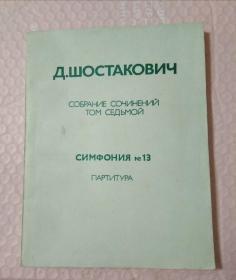 Д.ШОСТАКОВИЧ
СОБРАНИЕ СОЧИНЕНИЙ
ТОМ СЕДЬМОЙ
СИМФОНИЯ №13
ПАРТИТУРА